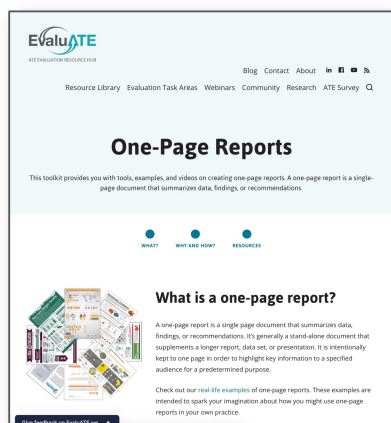 EvaluATE
ATE EVALUATION RESOURCE HUB
Blog Contact About in
Resource Library Evaluation Task Areas Webinars Community Research ATE Survey
One-Page Reports
This toolkit provides you with tools, examples, and videos on creating one-page reports. A one-page report is a single-
page document that summarizes data, findings, or recommendations.
WHAT? WHY AND HOW? RESOURCES
What is a one-page report?
A one-page report is a single page document that summarizes data,
findings, or recommendations. It's generally a stand-alone document that
supplements a longer report, data set, or presentation. It is intentionally
kept to one page in order to highlight key information to a specified
audience for a predetermined purpose.
Check out our real-life examples of one-page reports. These examples are
intended to spark your imagination about how you might use one-page
reports in your own practice.
Give feedback on EvaluATE